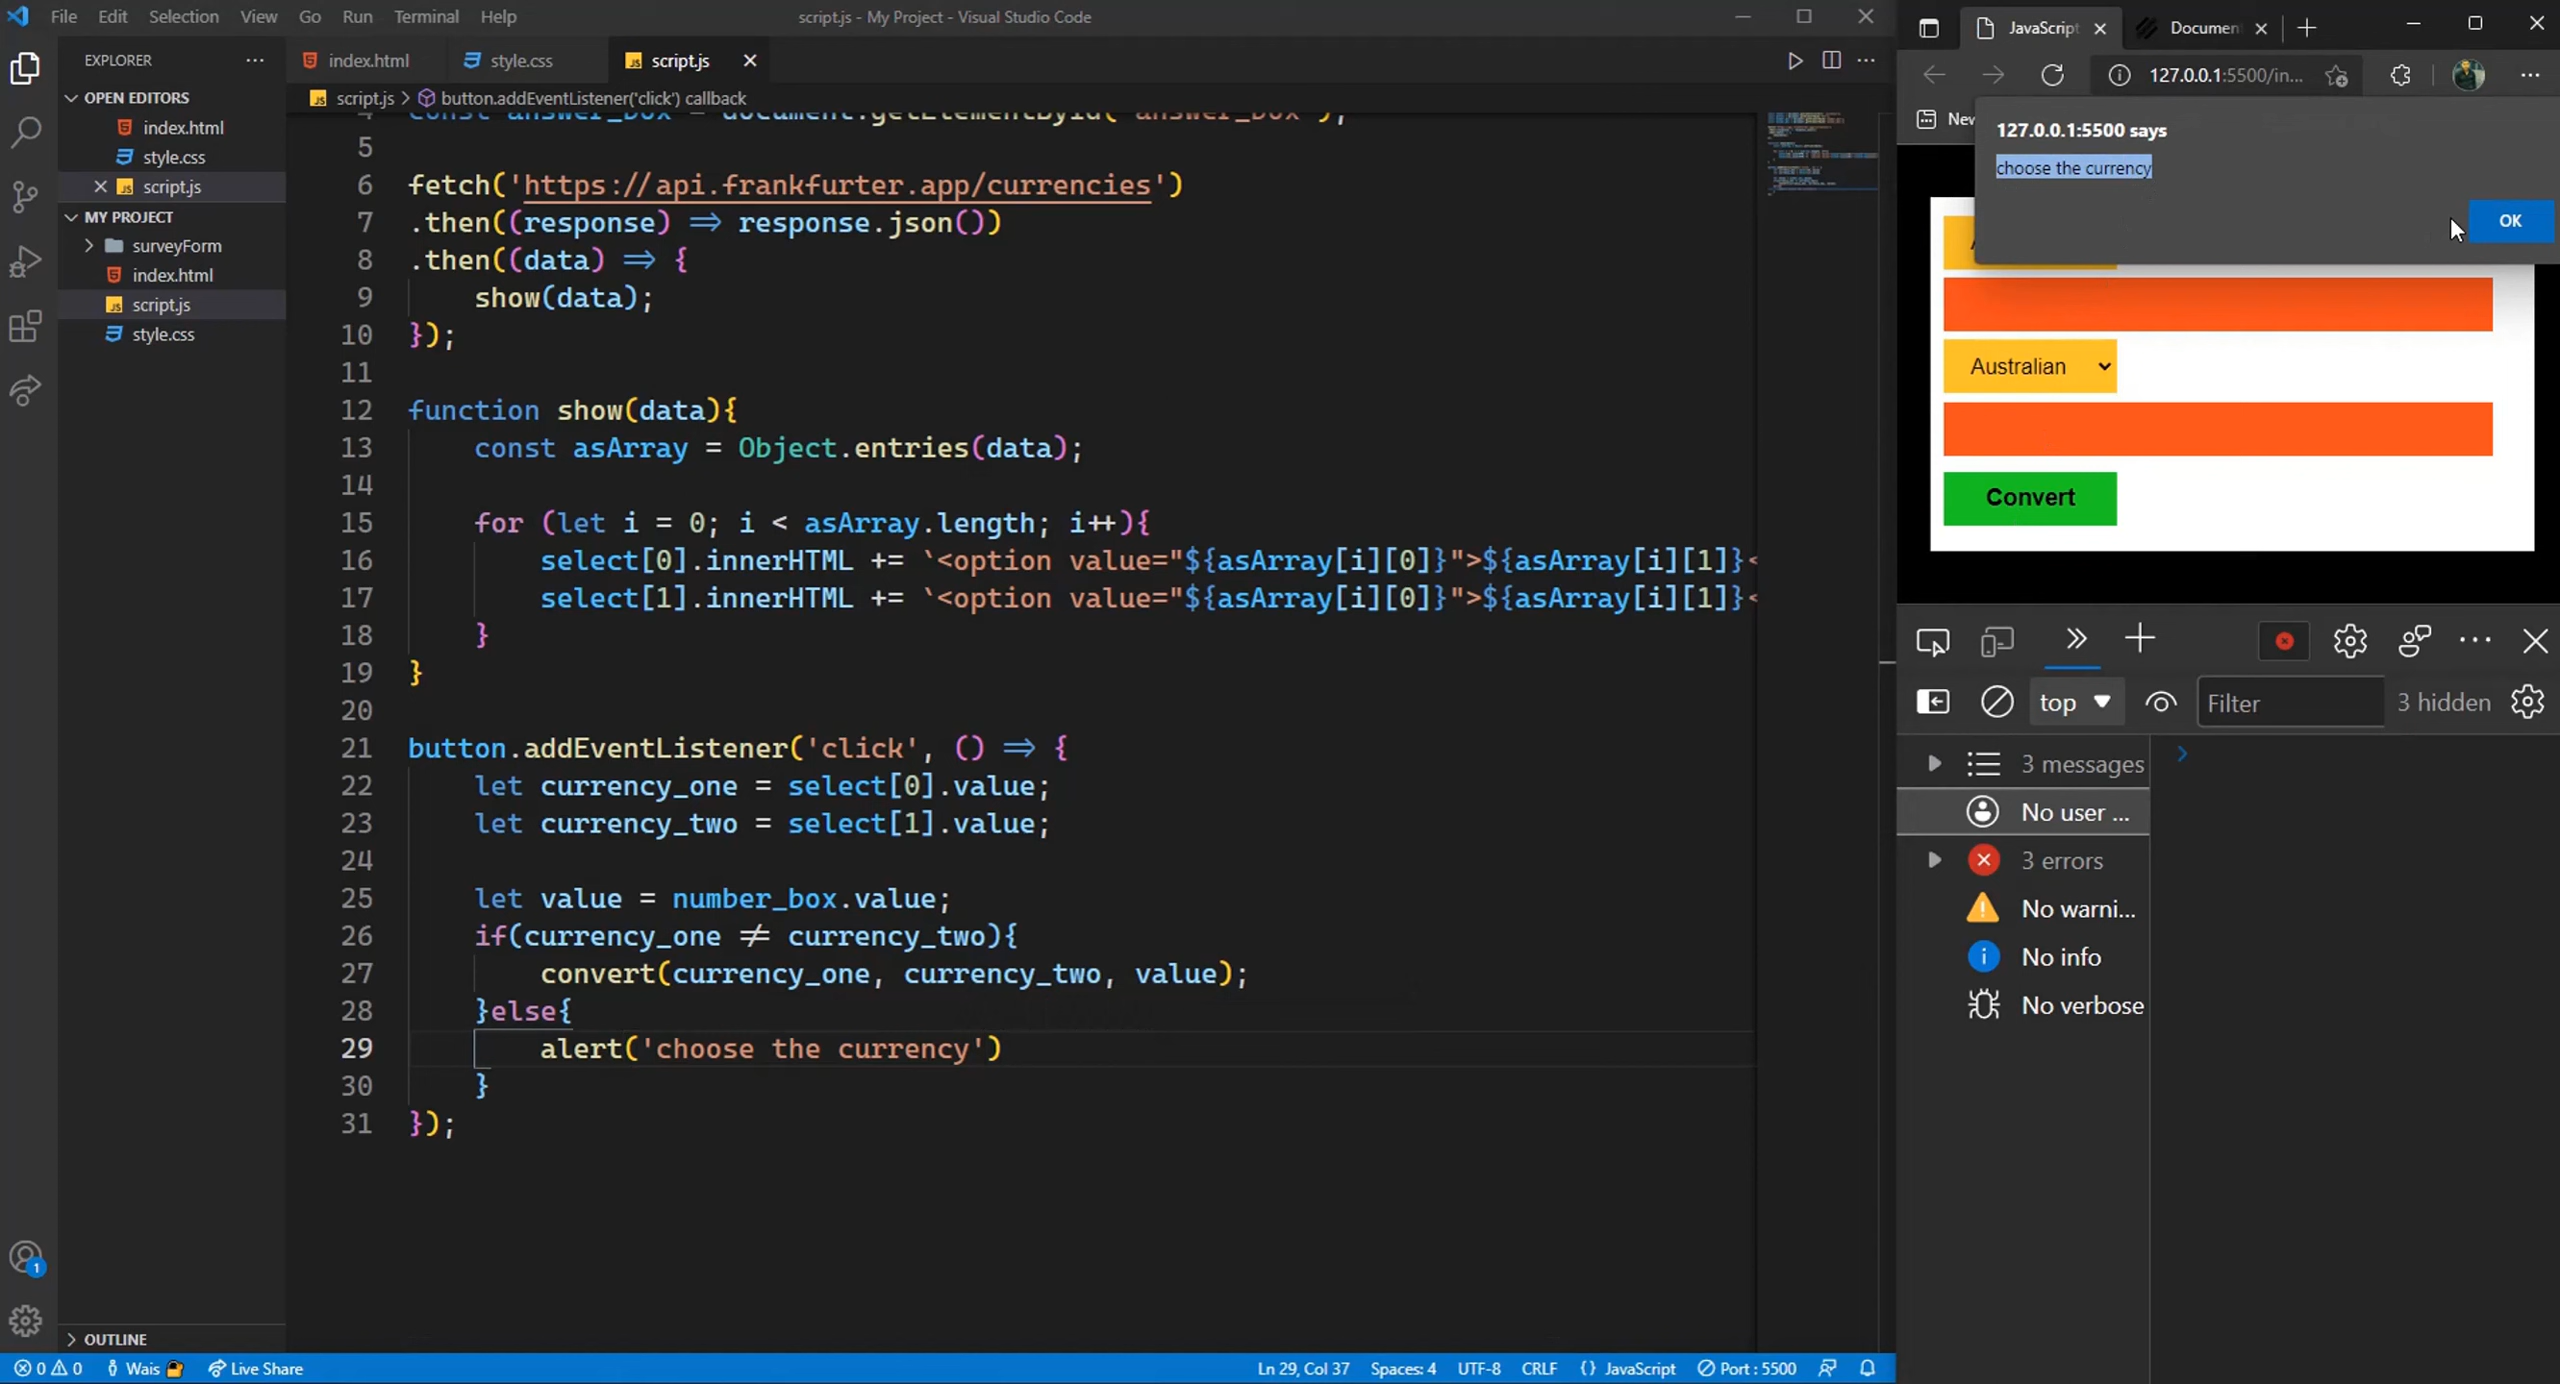 File Edit Selection View Go Run Terminal Help
script.js - My Project - Visual Studio Code
EXPLORER
OPEN EDITORS
index.html
style.css
script.js
MY PROJECT
surveyForm
index.html
script.js
style.css
OUTLINE
index.html style.css script.js
script.js > button.addEventListener('click') callback
const answer_box = document.getElementById('answer_box');
5
6 fetch('https://api.frankfurter.app/currencies')
7 .then((response) => response.json())
8 .then((data) => {
9 show(data);
10 });
11
12 function show(data){
13 const asArray = Object.entries(data);
14
15 for (let i = 0; i < asArray.length; i++){
16 select[0].innerHTML += `<option value="${asArray[i][0]}">${asArray[i][1]}<
17 select[1].innerHTML += `<option value="${asArray[i][0]}">${asArray[i][1]}<
18 }
19 }
20
21 button.addEventListener('click', () => {
22 let currency_one = select[0].value;
23 let currency_two = select[1].value;
24
25 let value = number_box.value;
26 if(currency_one != currency_two){
27 convert(currency_one, currency_two, value);
28 }else{
29 alert('choose the currency')
30 }
31 });
0 0 Wais Live Share
Ln 29, Col 37 Spaces: 4 UTF-8 CRLF {} JavaScript Port : 5500
JavaScript Documen
127.0.0.1:5500/in...
New
127.0.0.1:5500 says
choose the currency
OK
Australian
Convert
top Filter 3 hidden
3 messages
No user ...
3 errors
No warni...
No info
No verbose
1